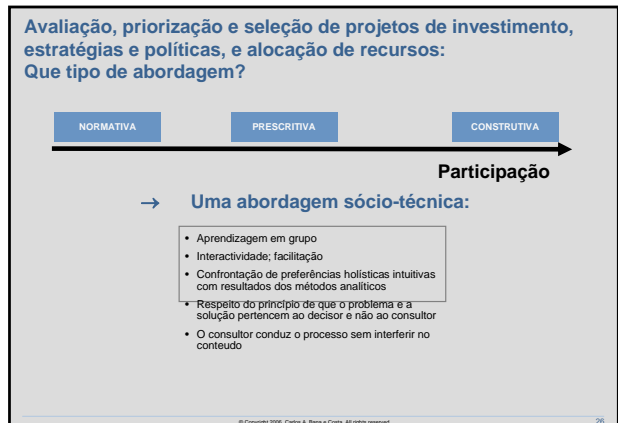 Avaliação, priorização e seleção de projetos de investimento,
estratégias e políticas, e alocação de recursos:
Que tipo de abordagem?
NORMATIVA PRESCRITIVA CONSTRUTIVA
Participação
→ Uma abordagem sócio-técnica:
• Aprendizagem em grupo
• Interactividade; facilitação
• Confrontação de preferências holísticas intuitivas
com resultados dos métodos analíticos
• Respeito do princípio de que o problema e a
solução pertencem ao decisor e não ao consultor
• O consultor conduz o processo sem interferir no
conteudo
© Copyright 2006, Carlos A. Bana e Costa. All rights reserved.
26